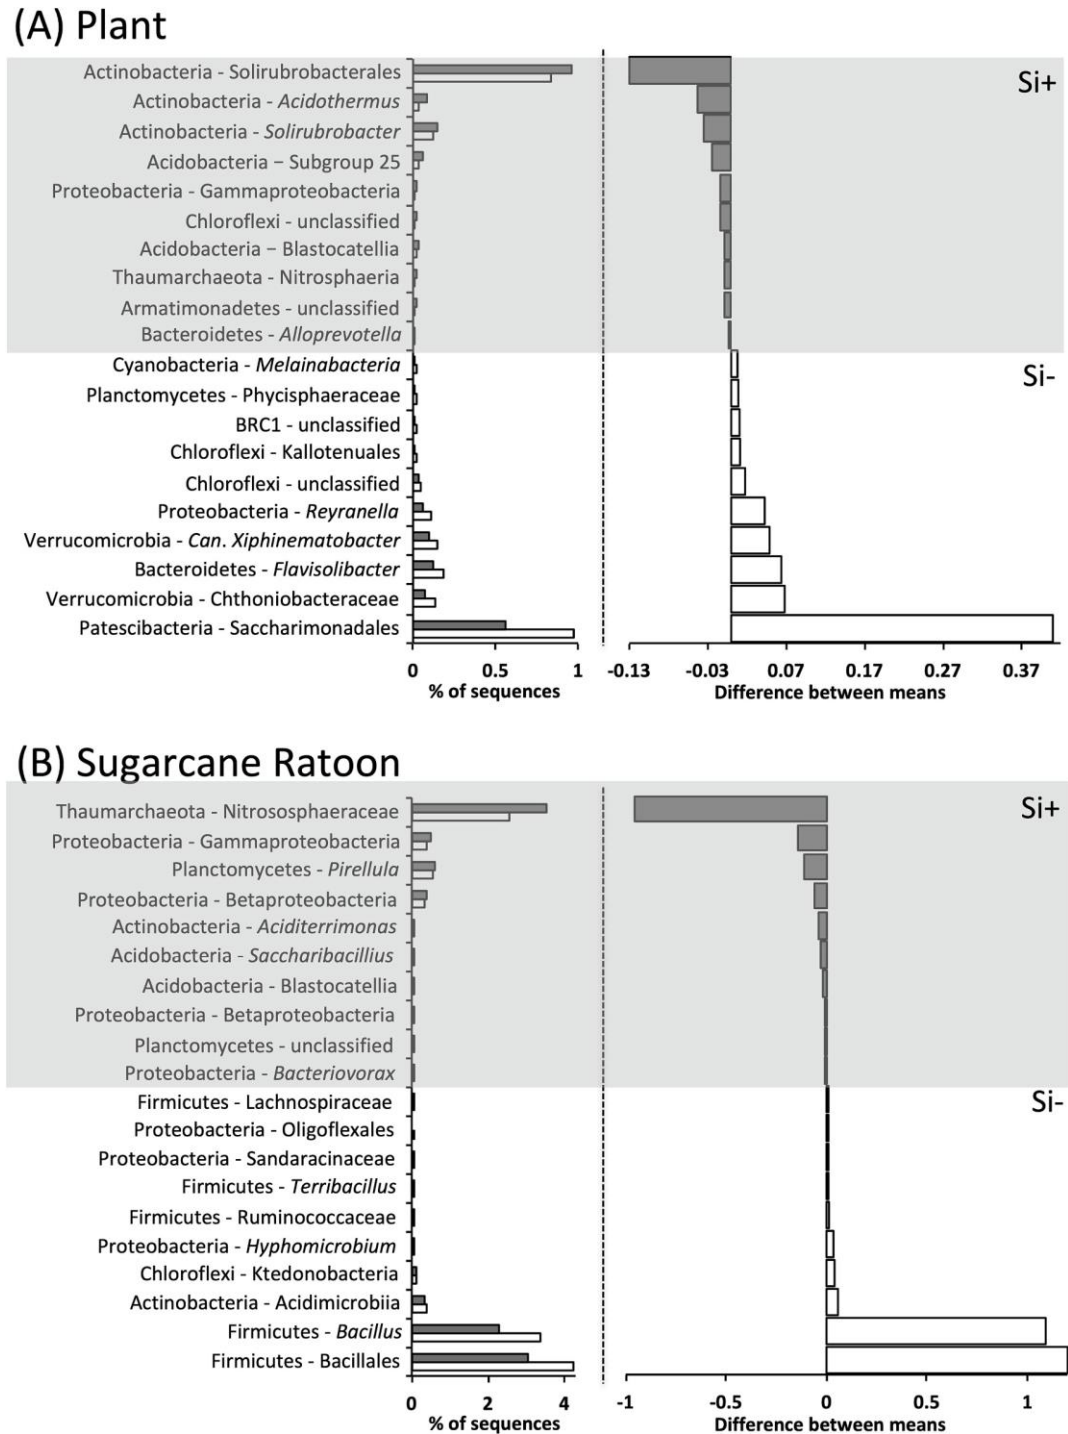 (A) Plant
Actinobacteria - Solirubrobacterales
Actinobacteria - Acidothermus
Actinobacteria - Solirubrobacter
Acidobacteria – Subgroup 25
Proteobacteria - Gammaproteobacteria
Chloroflexi - unclassified
Acidobacteria – Blastocatellia
Thaumarchaeota - Nitrosphaeria
Armatimonadetes - unclassified
Bacteroidetes - Alloprevotella
Cyanobacteria - Melainabacteria
Planctomycetes - Phycisphaeraceae
BRC1 - unclassified
Chloroflexi - Kallotenuales
Chloroflexi - unclassified
Proteobacteria - Reyranella
Verrucomicrobia - Can. Xiphinematobacter
Bacteroidetes - Flavisolibacter
Verrucomicrobia - Chthoniobacteraceae
Patescibacteria - Saccharimonadales
0 0.5 1
% of sequences
Si+
Si-
-0.13 -0.03 0.07 0.17 0.27 0.37
Difference between means
(B) Sugarcane Ratoon
Thaumarchaeota - Nitrososphaeraceae
Proteobacteria - Gammaproteobacteria
Planctomycetes - Pirellula
Proteobacteria - Betaproteobacteria
Actinobacteria - Aciditerrimonas
Acidobacteria - Saccharibacillius
Acidobacteria - Blastocatellia
Proteobacteria - Betaproteobacteria
Planctomycetes - unclassified
Proteobacteria - Bacteriovorax
Firmicutes - Lachnospiraceae
Proteobacteria - Oligoflexales
Proteobacteria - Sandaracinaceae
Firmicutes - Terribacillus
Firmicutes - Ruminococcaceae
Proteobacteria - Hyphomicrobium
Chloroflexi - Ktedonobacteria
Actinobacteria - Acidimicrobiia
Firmicutes - Bacillus
Firmicutes - Bacillales
0 2 4
% of sequences
Si+
Si-
-1 -0.5 0 0.5 1
Difference between means